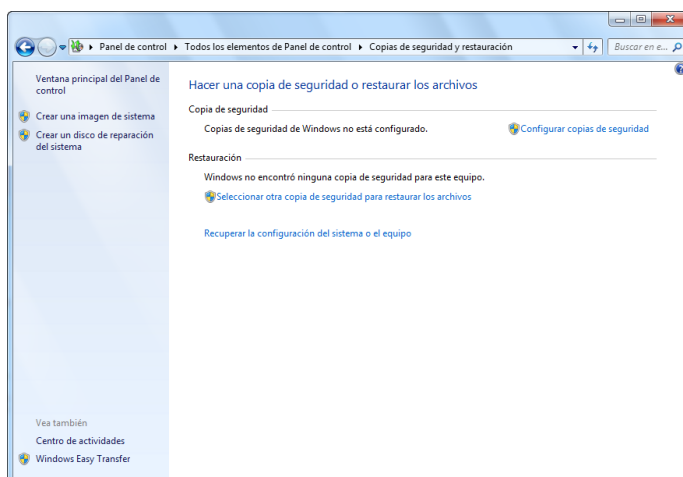 Panel de control ▸ Todos los elementos de Panel de control ▸ Copias de seguridad y restauración
Buscar en e...
Ventana principal del Panel de
control
Crear una imagen de sistema
Crear un disco de reparación
del sistema
Hacer una copia de seguridad o restaurar los archivos
Copia de seguridad
Copias de seguridad de Windows no está configurado.
Configurar copias de seguridad
Restauración
Windows no encontró ninguna copia de seguridad para este equipo.
Seleccionar otra copia de seguridad para restaurar los archivos
Recuperar la configuración del sistema o el equipo
Vea también
Centro de actividades
Windows Easy Transfer